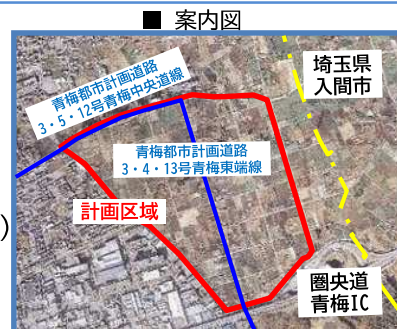 ■ 案内図
埼玉県
入間市
青梅都市計画道路
3・5・12号青梅中央道線
青梅都市計画道路
3・4・13号青梅東端線
計画区域
)
圏央道
青梅IC